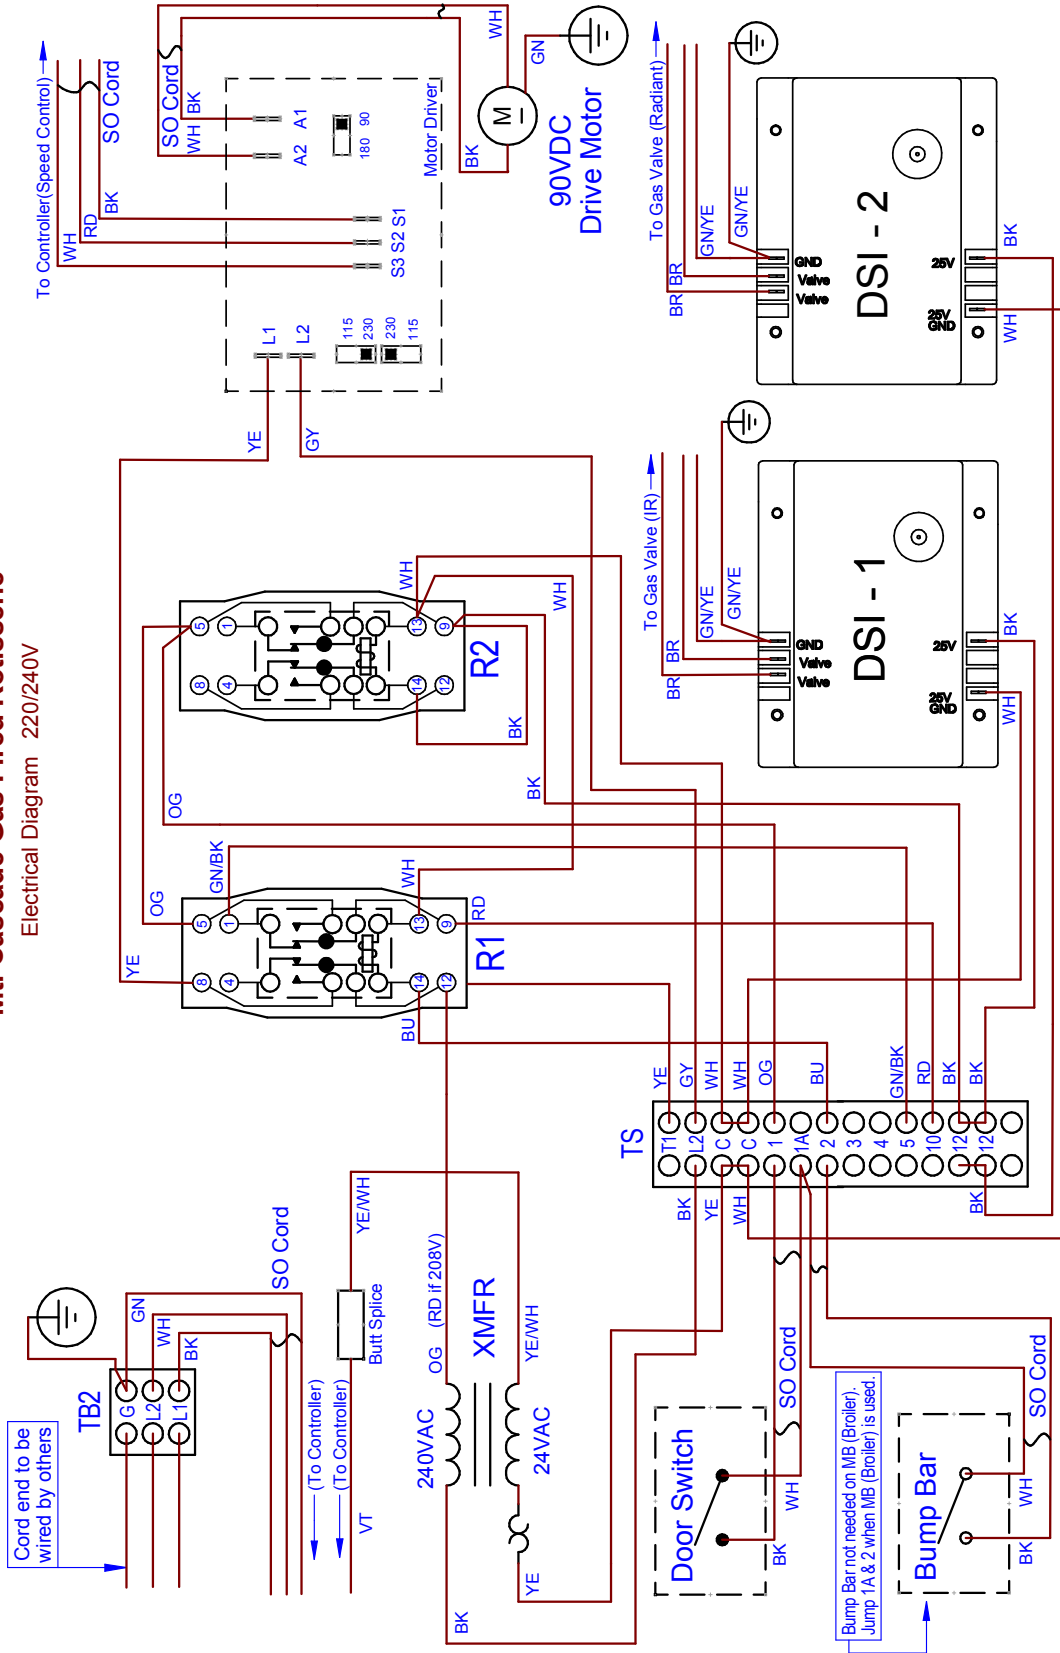 Electrical Diagram  220/240V
Cord end to be
wired by others
TB2
G
L2
L1
GN
WH
BK
SO Cord
(To Controller)
(To Controller)
VT
Butt Splice
YE/WH
OG
(RD if 208V)
240VAC
XMFR
24VAC
YE/WH
YE
BK
Door Switch
BK
WH
SO Cord
Bump Bar not needed on MB (Broiler).
Jump 1A & 2 when MB (Broiler) is used.
Bump Bar
BK
WH
SO Cord
TS
T1
L2
C
C
1
1A
2
3
4
5
10
12
12
BK
YE
WH
BK
YE
GY
WH
WH
OG
BU
GN/BK
RD
BK
BK
R1
8
4
5
1
14
12
13
9
YE
OG
GN/BK
BU
WH
RD
R2
8
4
5
1
14
12
13
9
OG
WH
WH
BK
BK
YE
GY
L1
L2
115
230
230
115
S3 S2 S1
A2
A1
180
90
Motor Driver
To Controller(Speed Control)
WH
RD
BK
SO Cord
SO Cord
WH
BK
WH
GN
BK
M
90VDC
Drive Motor
To Gas Valve (IR)
BR
GN/YE
GN/YE
BR
GND
Valve
Valve
DSI - 1
25V
25V
GND
BK
WH
To Gas Valve (Radiant)
BR
BR
GN/YE
GN/YE
GND
Valve
Valve
DSI - 2
25V
25V
GND
BK
WH